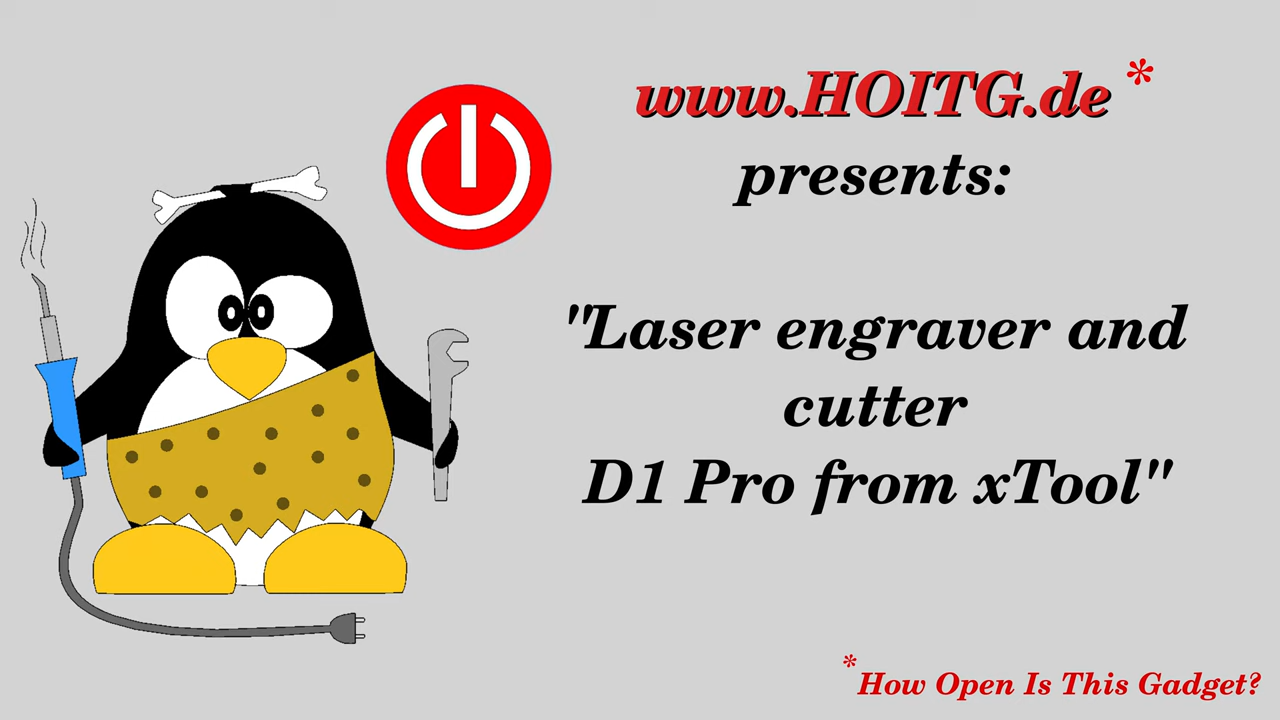 www.HOITG.de*
presents:
"Laser engraver and
cutter
D1 Pro from xTool"
*How Open Is This Gadget?